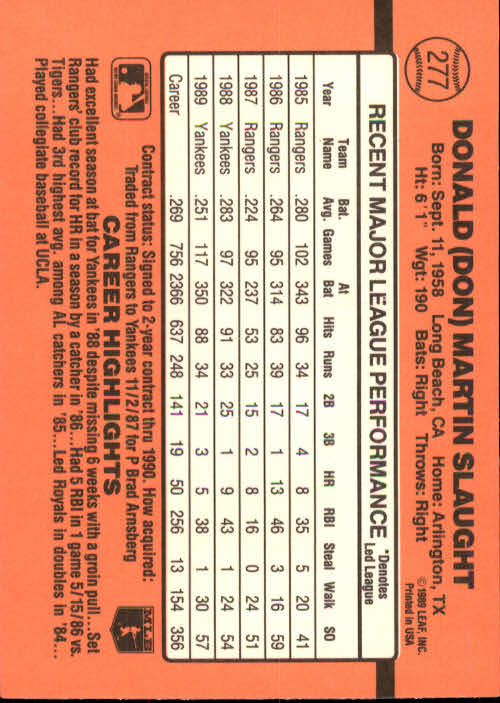 277
DONALD (DON) MARTIN SLAUGHT
Born: Sept. 11, 1958 Long Beach, CA Home: Arlington, TX
Ht: 6'1" Wgt: 190 Bats: Right Throws: Right
© 1989 LEAF, INC.
Printed in USA
RECENT MAJOR LEAGUE PERFORMANCE
*Denotes
Led League
Year Team Name Bat. Avg. Games At Bat Hits Runs 2B 3B HR RBI Steal Walk SO
1985 Rangers .280 102 343 96 34 17 4 8 35 5 20 41
1986 Rangers .264 95 314 83 39 17 1 13 46 3 16 59
1987 Rangers .224 95 237 53 25 15 2 8 16 0 24 51
1988 Yankees .283 97 322 91 33 25 1 9 43 1 24 54
1989 Yankees .251 117 350 88 34 21 3 5 38 1 30 57
Career .269 756 2366 637 248 141 19 50 256 13 154 356
Contract status: Signed to 2-year contract thru 1990. How acquired:
Traded from Rangers to Yankees 11/2/87 for P Brad Arnsberg
MLB
CAREER HIGHLIGHTS
Had excellent season at bat for Yankees in '88 despite missing 6 weeks with a groin pull...Set
Rangers' club record for HR in a season by a catcher in '86...Had 5 RBI in 1 game 5/15/86 vs.
Tigers...Had 3rd highest avg. among AL catchers in '85...Led Royals in doubles in '84...
Played collegiate baseball at UCLA.